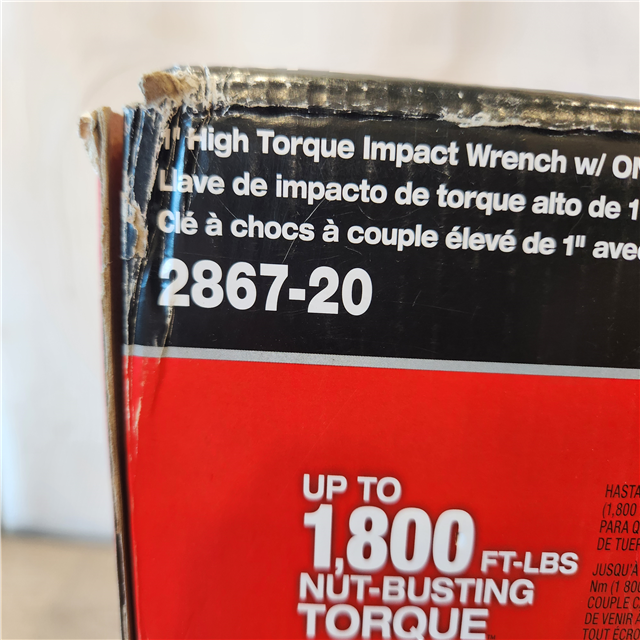 1" High Torque Impact Wrench w/ ON
Llave de impacto de torque alto de 1
Clé à chocs à couple élevé de 1" avec
2867-20
UP TO
1,800 FT-LBS
NUT-BUSTING
TORQUE™
HASTA
(1,800
PARA Q
DE TUER
JUSQU'À
Nm (1 800
COUPLE
DE VENIR À
TOUT ÉCRO